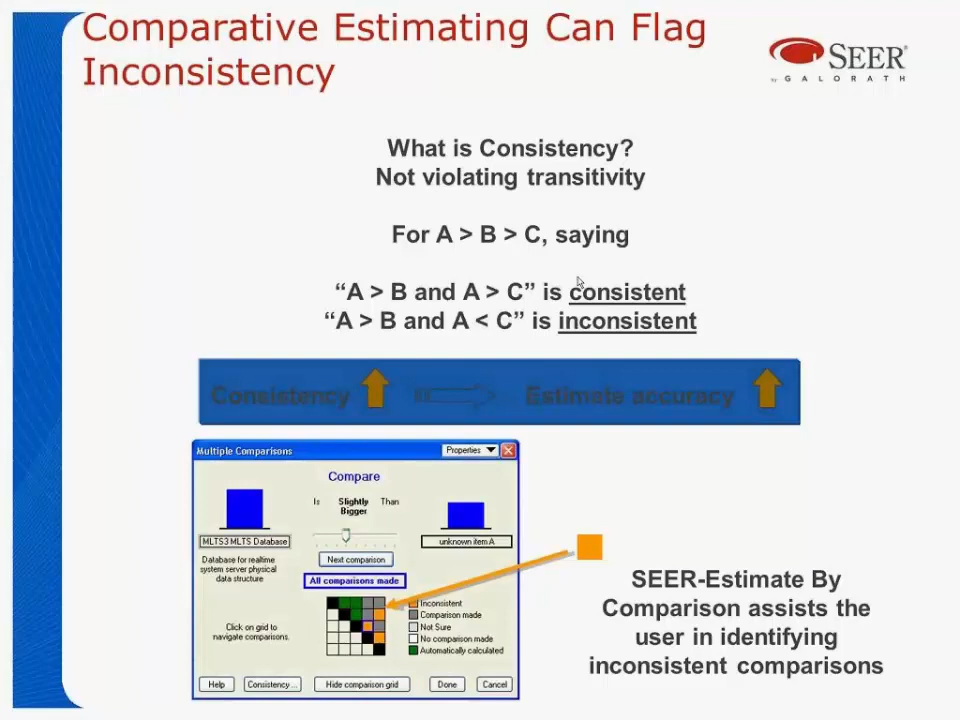 Comparative Estimating Can Flag
Inconsistency
SEER®
by GALORATH
What is Consistency?
Not violating transitivity
For A > B > C, saying
“A > B and A > C” is consistent
“A > B and A < C” is inconsistent
Consistency
Estimate accuracy
Multiple Comparisons
Properties
Compare
Is Slightly Than
Bigger
MLTS3 MLTS Database
unknown item A
Database for realtime
system server physical
data structure
Next comparison
All comparisons made
Click on grid to
navigate comparisons.
Inconsistent
Comparison made
Not Sure
No comparison made
Automatically calculated
Help
Consistency...
Hide comparison grid
Done
Cancel
SEER-Estimate By
Comparison assists the
user in identifying
inconsistent comparisons